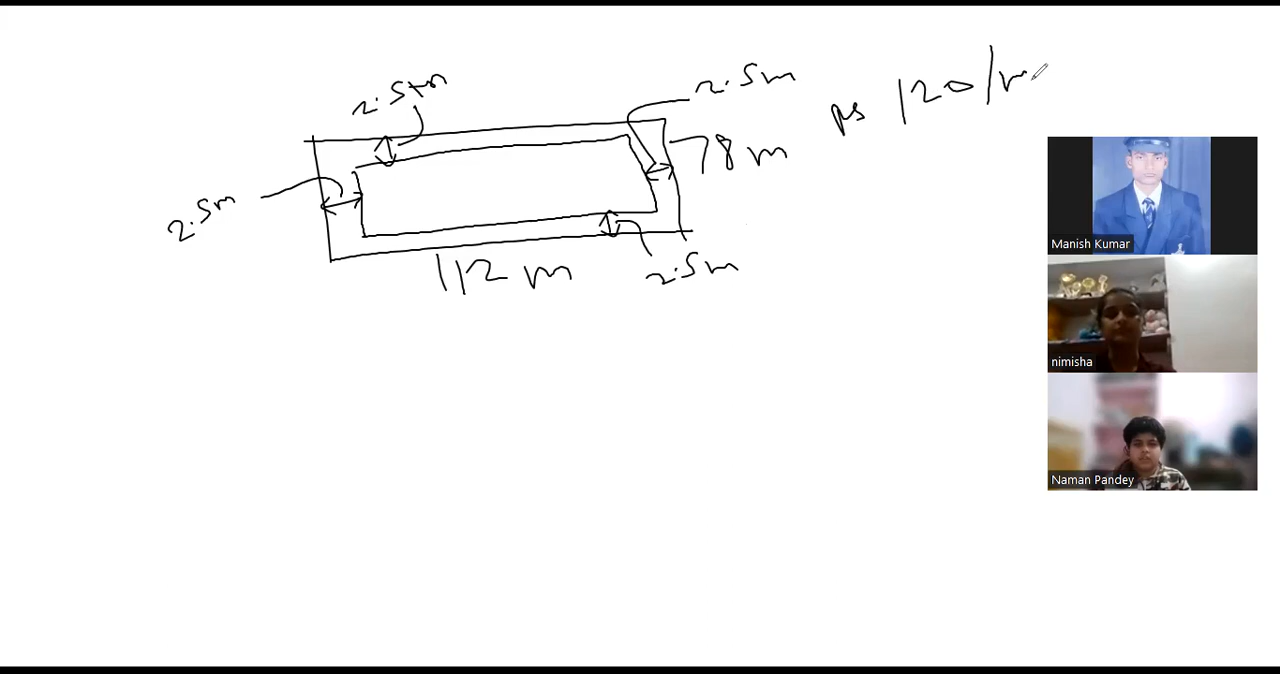 2.5m
2.5m
Rs 120/m
78 m
2.5m
112 m
2.5m
Manish Kumar
nimisha
Naman Pandey